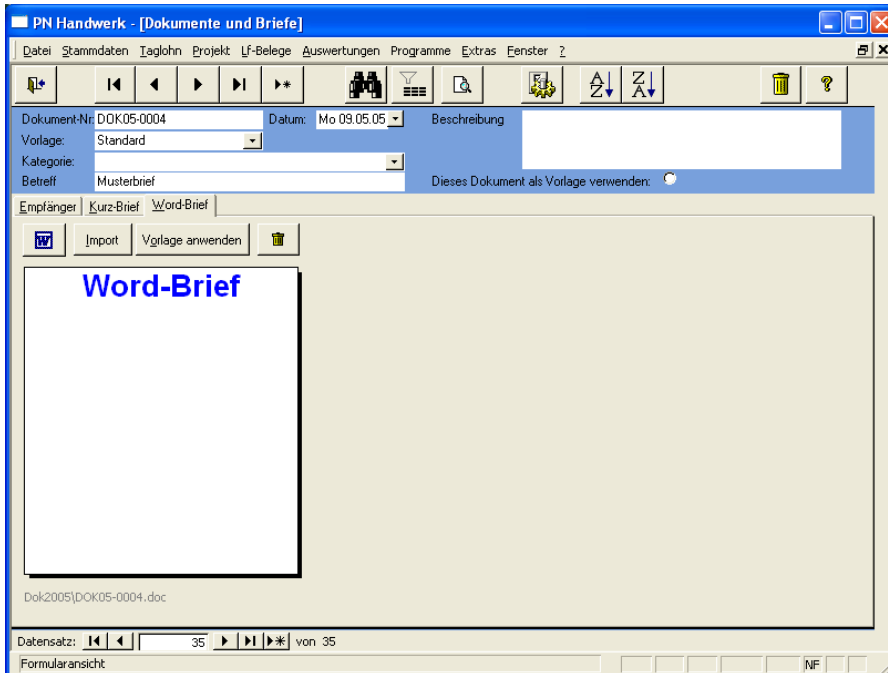 PN Handwerk - [Dokumente und Briefe]
Datei Stammdaten Taglohn Projekt Lf-Belege Auswertungen Programme Extras Fenster ?
A Z Z A ?
Dokument-Nr: DOK05-0004 Datum: Mo 09.05.05 Beschreibung
Vorlage: Standard
Kategorie:
Betreff Musterbrief Dieses Dokument als Vorlage verwenden:
Empfänger Kurz-Brief Word-Brief
W Import Vorlage anwenden
Word-Brief
Dok2005\DOK05-0004.doc
Datensatz: 35 von 35
Formularansicht NF